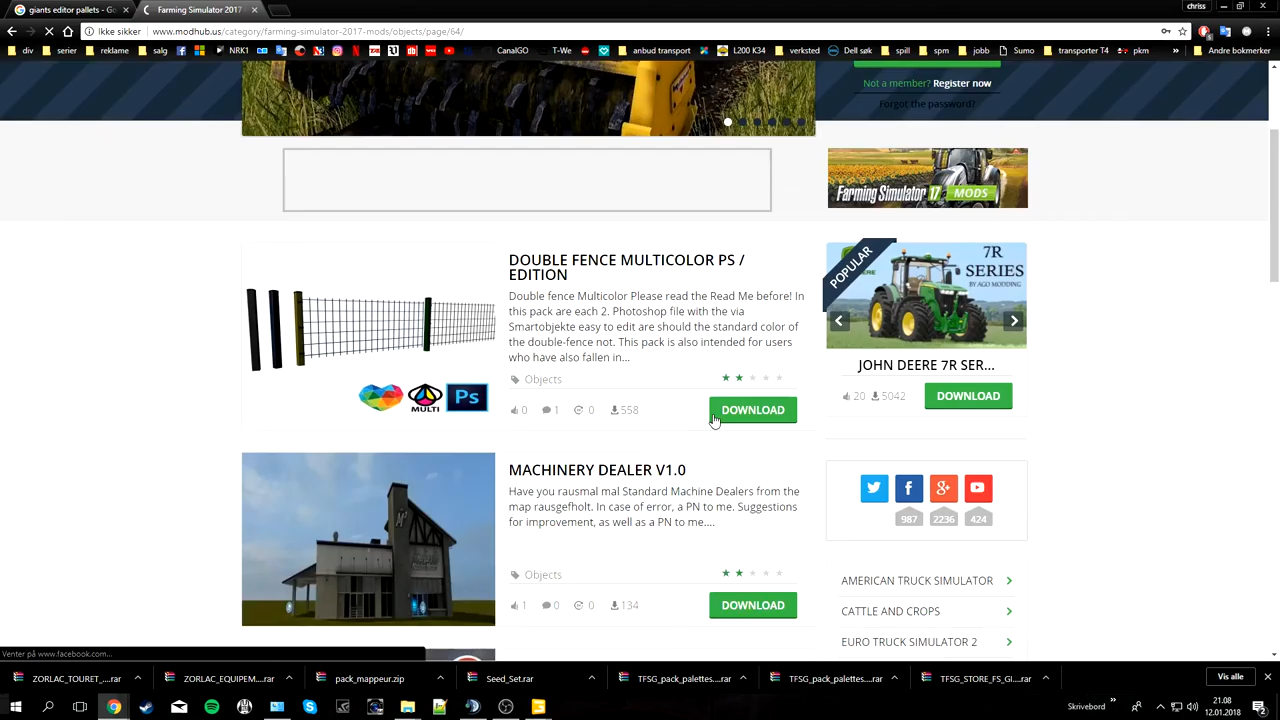 giants editor pallets - Go
Farming Simulator 2017
chriss
Ikke sikker
www.modhub.us/category/farming-simulator-2017-mods/objects/page/64/
div
serier
reklame
salg
NRK1
CanalGO
T-We
anbud transport
L200 K34
verksted
Dell søk
spill
spm
jobb
Sumo
transporter T4
pkm
Andre bokmerker
Not a member? Register now
Forgot the password?
Farming Simulator 17 MODS
DOUBLE FENCE MULTICOLOR PS /
EDITION
Double fence Multicolor Please read the Read Me before! In
this pack are each 2. Photoshop file with the via
Smartobjekte easy to edit are should the standard color of
the double-fence not. This pack is also intended for users
who have also fallen in...
Objects
0 1 0 558
DOWNLOAD
MULTI
Ps
POPULAR
7R
SERIES
BY AGO MODDING
JOHN DEERE 7R SER...
20 5042
DOWNLOAD
MACHINERY DEALER V1.0
Have you rausmal mal Standard Machine Dealers from the
map rausgefholt. In case of error, a PN to me. Suggestions
for improvement, as well as a PN to me....
Objects
1 0 0 134
DOWNLOAD
987 2236 424
AMERICAN TRUCK SIMULATOR
CATTLE AND CROPS
EURO TRUCK SIMULATOR 2
Venter på www.facebook.com...
ZORLAC_TOURET_....rar
ZORLAC_EQUIPEM....rar
pack_mappeur.zip
Seed_Set.rar
TFSG_pack_palettes....rar
TFSG_pack_palettes....rar
TFSG_STORE_FS_GI....rar
Vis alle
Skrivebord
21.08
12.01.2018